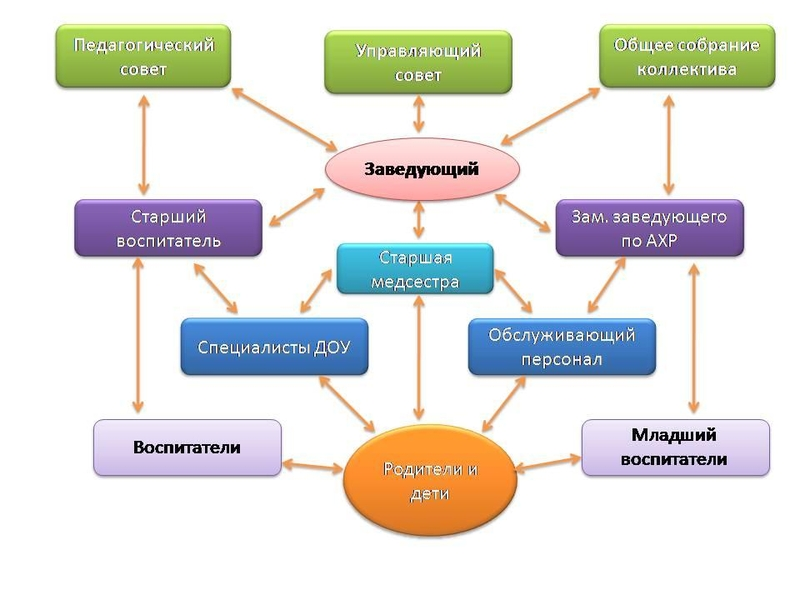 Педагогический
совет
Управляющий
совет
Общее собрание
коллектива
Заведующий
Старший
воспитатель
Зам. заведующего
по АХР
Старшая
медсестра
Специалисты ДОУ
Обслуживающий
персонал
Воспитатели
Младший
воспитатели
Родители и
дети